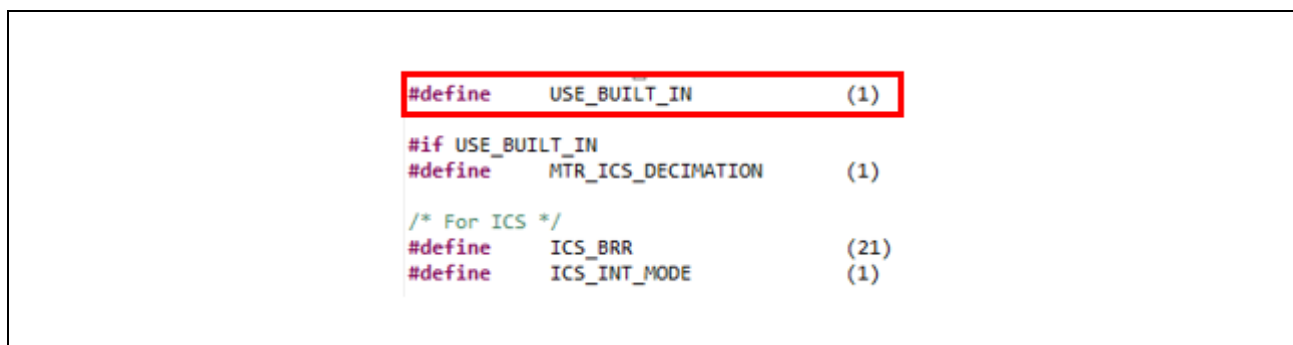 #define USE_BUILT_IN (1)
#if USE_BUILT_IN
#define MTR_ICS_DECIMATION (1)
/* For ICS */
#define ICS_BRR (21)
#define ICS_INT_MODE (1)